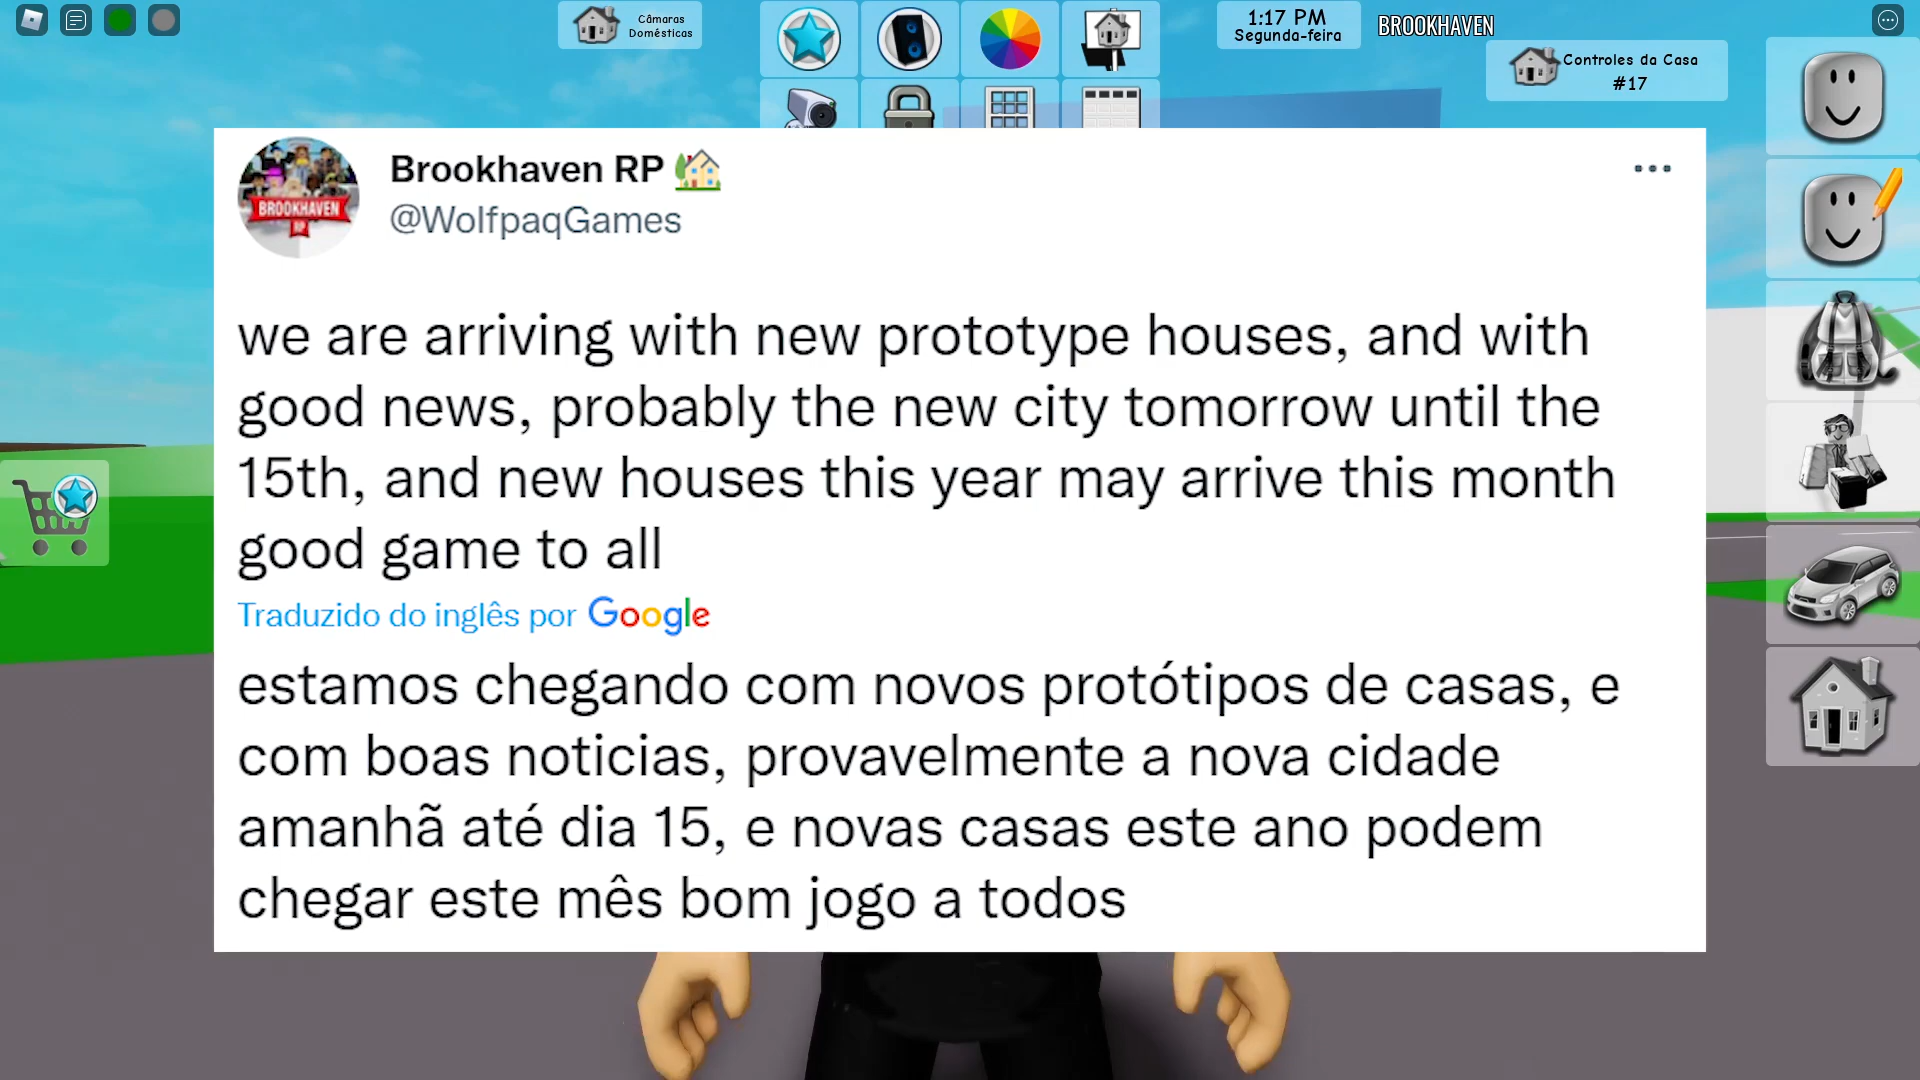 Câmaras
Domésticas
1:17 PM
Segunda-feira
BROOKHAVEN
Controles da Casa
#17
BROOKHAVEN
RP
Brookhaven RP
@WolfpaqGames
we are arriving with new prototype houses, and with
good news, probably the new city tomorrow until the
15th, and new houses this year may arrive this month
good game to all
Traduzido do inglês por Google
estamos chegando com novos protótipos de casas, e
com boas noticias, provavelmente a nova cidade
amanhã até dia 15, e novas casas este ano podem
chegar este mês bom jogo a todos